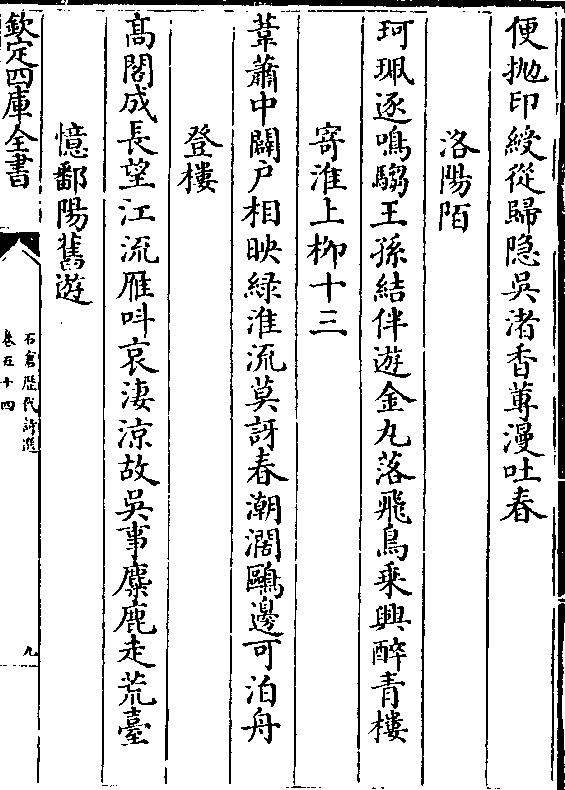 便抛印綬從歸隐吳渚香蓴漫吐春
洛陽陌
珂珮逐鳴騶王孫結伴遊金丸落飛鳥乗興醉青樓
寄淮上柳十三
葦蕭中闢户相映緑淮流莫訝春潮濶鷗邊可泊舟
登樓
髙閣成長望江流雁呌哀淒涼故吳事麋鹿走荒臺
憶鄱陽舊遊
欽定四庫全書
石倉歴代詩選
卷五十四
九